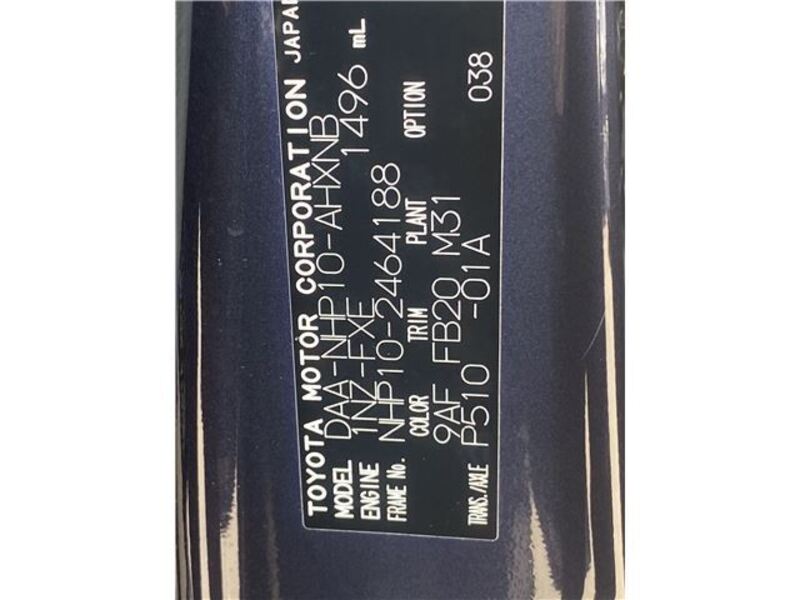 TOYOTA MOTOR CORPORATION JAPAN
MODEL DAA-NHP10-AHXNB
ENGINE 1NZ-FXE 1496 mL
FRAME No. NHP10-2464188
COLOR TRIM PLANT OPTION
9AF FB20 M31
TRANS./AXLE P510 -01A 038